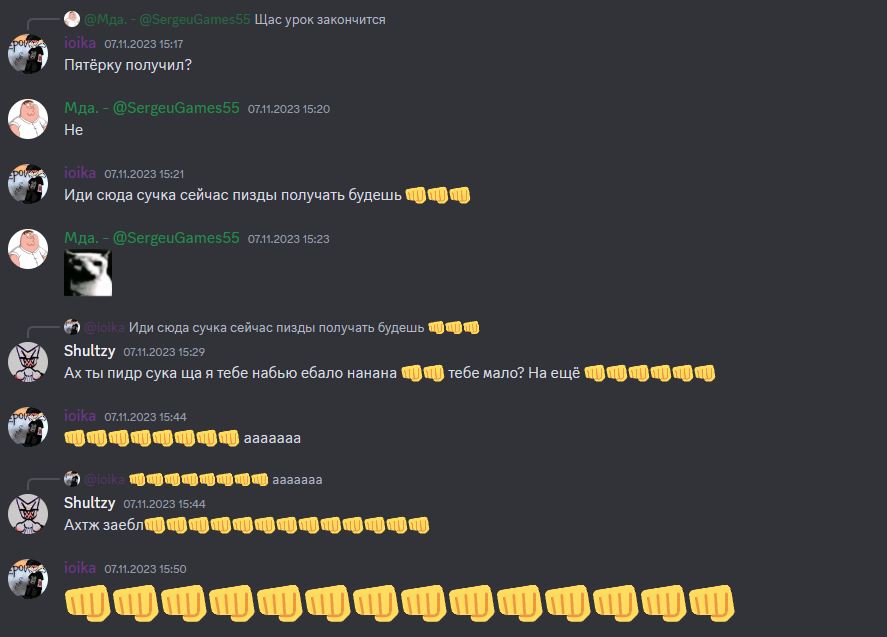 @Мда. - @SergeuGames55 Щас урок закончится
ioika 07.11.2023 15:17
Пятёрку получил?
Мда. - @SergeuGames55 07.11.2023 15:20
Не
ioika 07.11.2023 15:21
Иди сюда сучка сейчас пизды получать будешь 👊👊👊
Мда. - @SergeuGames55 07.11.2023 15:23
@ioika Иди сюда сучка сейчас пизды получать будешь 👊👊👊
Shultzy 07.11.2023 15:29
Ах ты пидр сука ща я тебе набью ебало нанана 👊👊 тебе мало? На ещё 👊👊👊👊👊👊
ioika 07.11.2023 15:44
👊👊👊👊👊👊👊👊 ааааааа
@ioika 👊👊👊👊👊👊👊👊 ааааааа
Shultzy 07.11.2023 15:44
Ахтж заебл👊👊👊👊👊👊👊👊👊👊👊👊👊
ioika 07.11.2023 15:50
👊👊👊👊👊👊👊👊👊👊👊👊👊👊